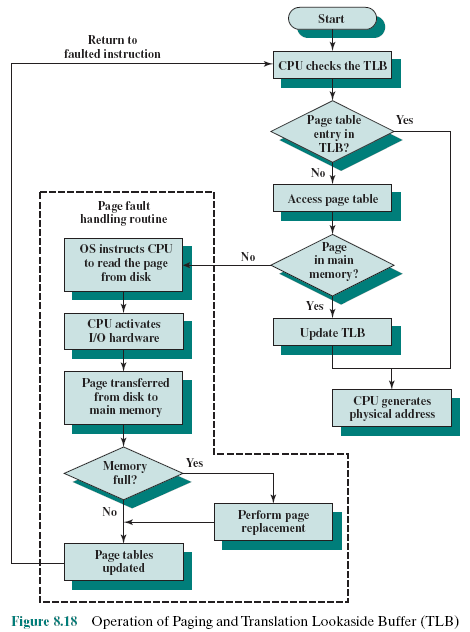 Start
Return to
faulted instruction
CPU checks the TLB
Page table
entry in
TLB?
Yes
No
Access page table
Page fault
handling routine
OS instructs CPU
to read the page
from disk
No
Page
in main
memory?
Yes
CPU activates
I/O hardware
Update TLB
Page transferred
from disk to
main memory
CPU generates
physical address
Memory
full?
Yes
No
Perform page
replacement
Page tables
updated
Figure 8.18 Operation of Paging and Translation Lookaside Buffer (TLB)